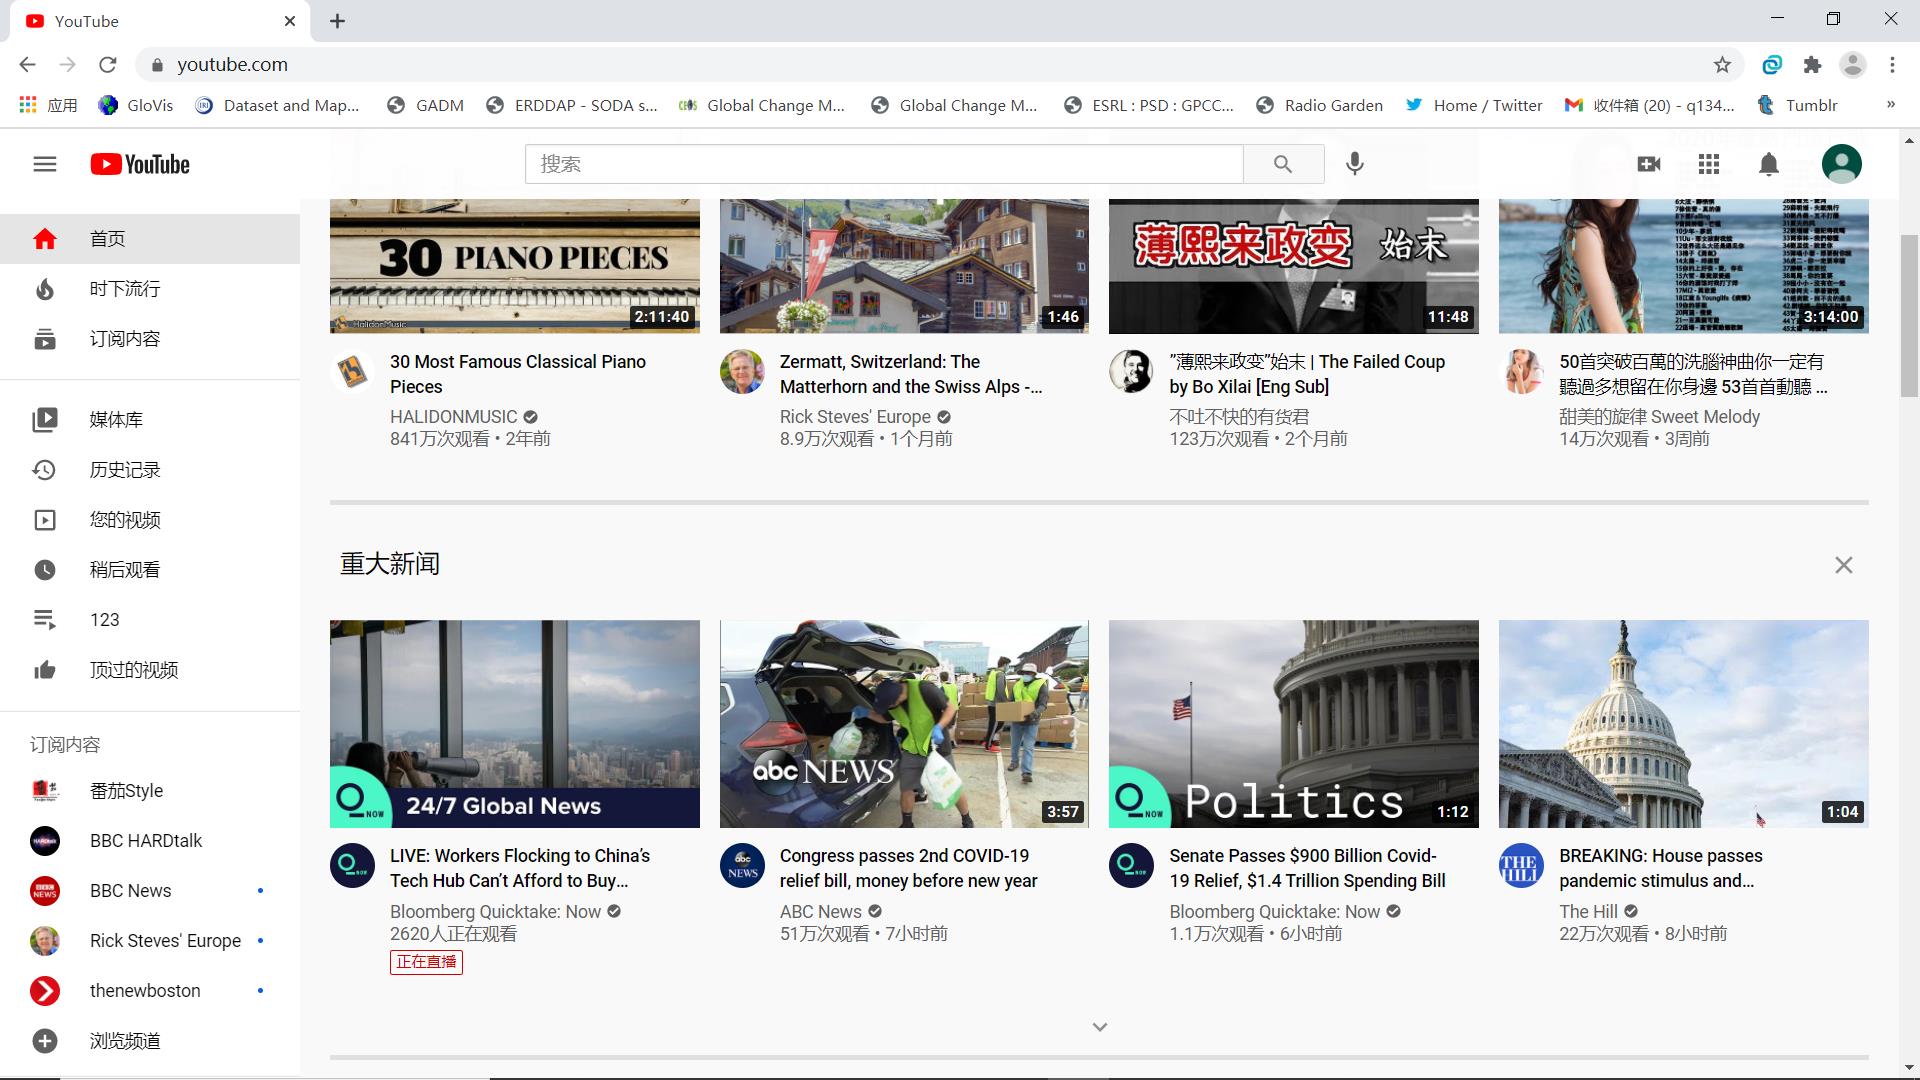 YouTube
youtube.com
应用
GloVis
Dataset and Map...
GADM
ERDDAP - SODA s...
Global Change M...
Global Change M...
ESRL : PSD : GPCC...
Radio Garden
Home / Twitter
收件箱 (20) - q134...
Tumblr
»
YouTube
搜索
首页
时下流行
订阅内容
媒体库
历史记录
您的视频
稍后观看
123
顶过的视频
订阅内容
番茄Style
BBC HARDtalk
BBC News
Rick Steves' Europe
thenewboston
浏览频道
30 PIANO PIECES
HalidonMusic
2:11:40
1:46
薄熙来政变 始末
11:48
3:14:00
30 Most Famous Classical Piano
Pieces
HALIDONMUSIC
841万次观看 • 2年前
Zermatt, Switzerland: The
Matterhorn and the Swiss Alps -...
Rick Steves' Europe
8.9万次观看 • 1个月前
”薄熙来政变”始末 | The Failed Coup
by Bo Xilai [Eng Sub]
不吐不快的有货君
123万次观看 • 2个月前
50首突破百萬的洗腦神曲你一定有
聽過多想留在你身邊 53首首動聽 ...
甜美的旋律 Sweet Melody
14万次观看 • 3周前
重大新闻
NOW
24/7 Global News
abc NEWS
3:57
NOW
Politics
1:12
1:04
LIVE: Workers Flocking to China’s
Tech Hub Can’t Afford to Buy...
Bloomberg Quicktake: Now
2620人正在观看
正在直播
abc NEWS
Congress passes 2nd COVID-19
relief bill, money before new year
ABC News
51万次观看 • 7小时前
Senate Passes $900 Billion Covid-
19 Relief, $1.4 Trillion Spending Bill
Bloomberg Quicktake: Now
1.1万次观看 • 6小时前
THE HILL
BREAKING: House passes
pandemic stimulus and...
The Hill
22万次观看 • 8小时前